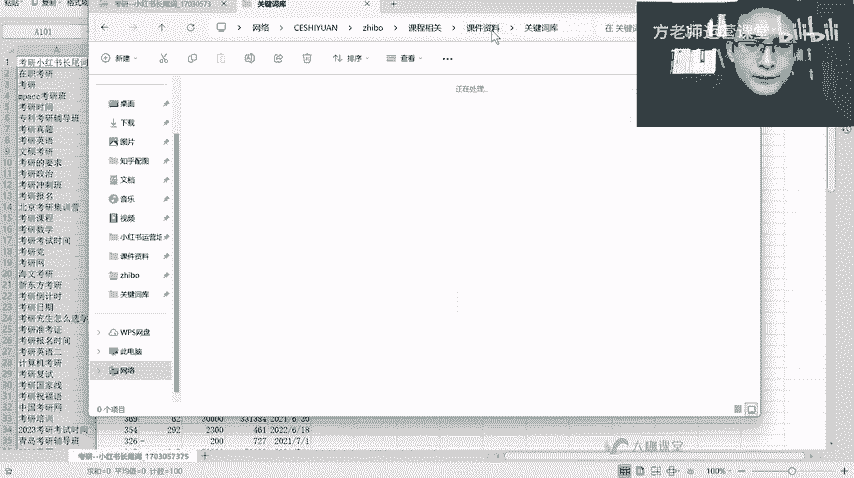 粘贴 复制 格式
考研--小红书长尾词_17030573
关键词库
A101
网络 > CESHIYUAN > zhibo > 课程相关 > 课件资料 > 关键词库
在 关键词
方老师运营课堂 bilibili
新建
排序
查看
正在处理...
桌面
下载
图片
知乎配图
文档
音乐
视频
小红书运营培
课件资料
zhibo
关键词库
WPS网盘
此电脑
网络
0 个项目
1 考研小红书长尾词
2 在职考研
3 考研
4 mpacc考研班
5 考研时间
6 专科考研辅导班
7 考研真题
8 考研英语
9 文硕考研
10 考研的要求
11 考研政治
12 考研冲刺班
13 考研报名
14 北京考研集训营
15 考研课程
16 考研数学
17 考研考试时间
18 考研党
19 考研网
20 海文考研
21 新东方考研
22 考研倒计时
23 考研日期
24 考研究生怎么选学
25 考研准考证
26 考研报名时间
27 考研英语二
28 计算机考研
29 考研复试
30 考研国家线
31 考研祝福语
32 中国考研网
33 考研培训 369 62 20000 331384 2021/6/30
34 2023考研考试时间 354 292 2300 461 2022/6/18
35 青岛考研辅导班 326 - 200 727 2021/7/1
考研--小红书长尾词_1703057375
求和=0 平均值=0 计数=100
100%